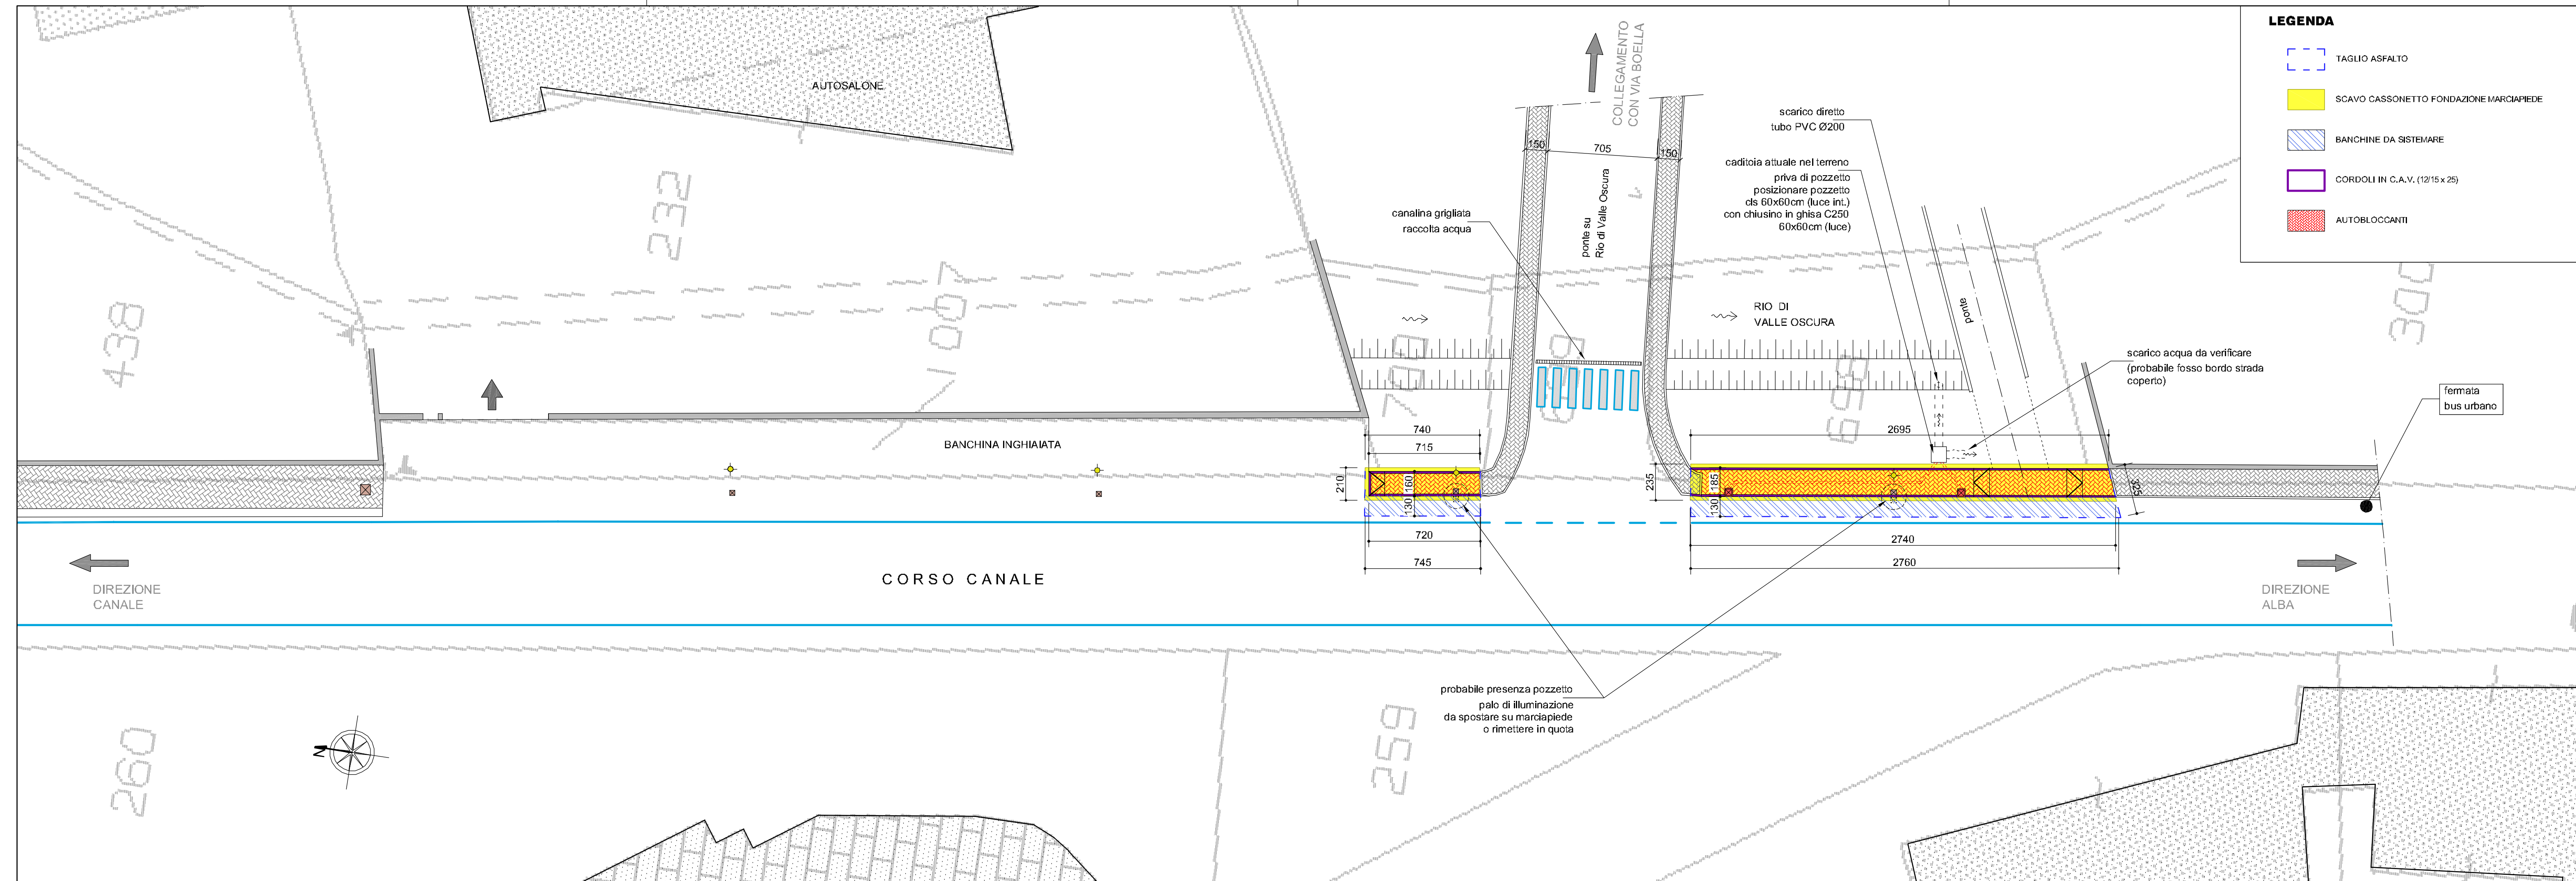 LEGENDA
TAGLIO ASFALTO
SCAVO CASSONETTO FONDAZIONE MARCIAPIEDE
BANCHINE DA SISTEMARE
CORDOLI IN C.A.V. (12/15 x 25)
AUTOBLOCCANTI
AUTOSALONE
COLLEGAMENTO
CON VIA BOELLA
150
705
150
scarico diretto
tubo PVC Ø200
caditoia attuale nel terreno
priva di pozzetto
posizionare pozzetto
cls 60x60cm (luce int.)
con chiusino in ghisa C250
60x60cm (luce)
canalina grigliata
raccolta acqua
ponte su
Rio di Valle Oscura
232
438
1007
700
699
300
ponte
RIO DI
VALLE OSCURA
scarico acqua da verificare
(probabile fosso bordo strada
coperto)
fermata
bus urbano
BANCHINA INGHIAIATA
740
715
2695
210
160
130
235
185
130
325
720
745
2740
2760
CORSO CANALE
DIREZIONE
CANALE
DIREZIONE
ALBA
probabile presenza pozzetto
palo di illuminazione
da spostare su marciapiede
o rimettere in quota
N
260
259